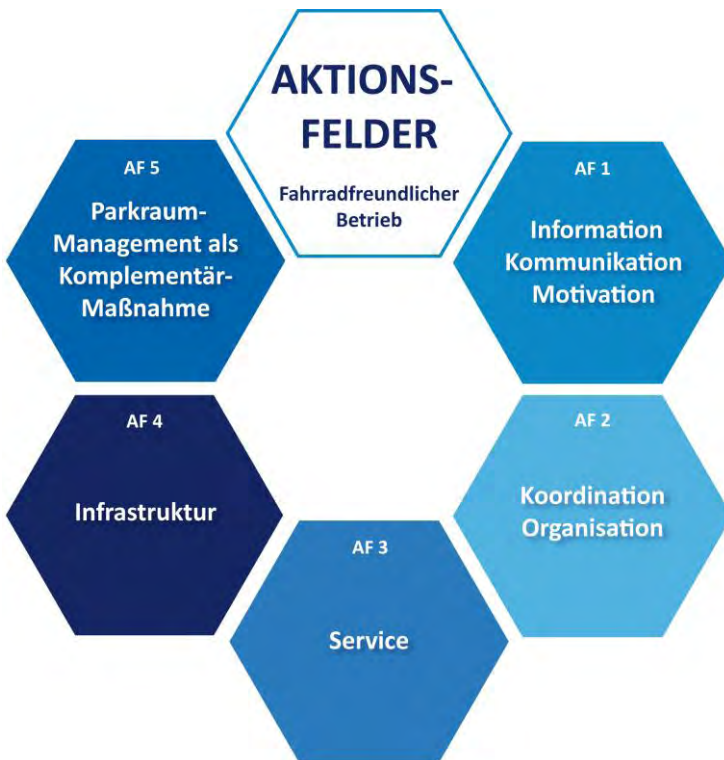 AKTIONS-
FELDER
Fahrradfreundlicher
Betrieb
AF 1
Information
Kommunikation
Motivation
AF 2
Koordination
Organisation
AF 3
Service
AF 4
Infrastruktur
AF 5
Parkraum-
Management als
Komplementär-
Maßnahme